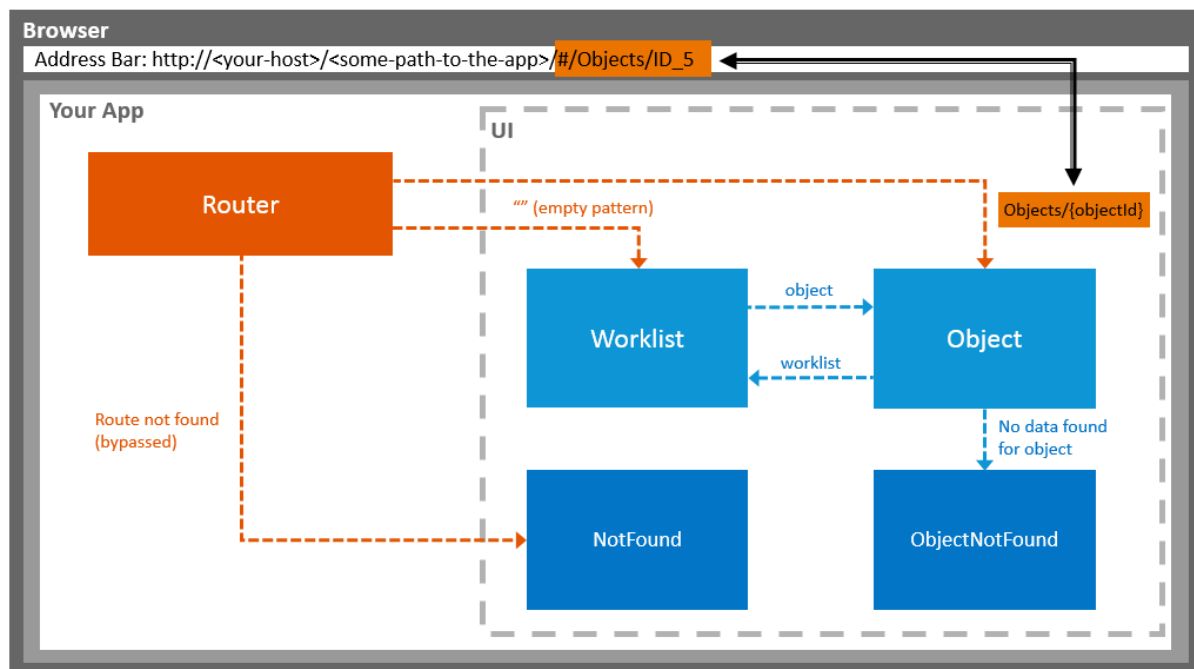 Browser
Address Bar: http://<your-host>/<some-path-to-the-app>/#/Objects/ID_5
Your App
UI
Router
“” (empty pattern)
Objects/{objectId}
object
Worklist
Object
worklist
Route not found
(bypassed)
No data found
for object
NotFound
ObjectNotFound